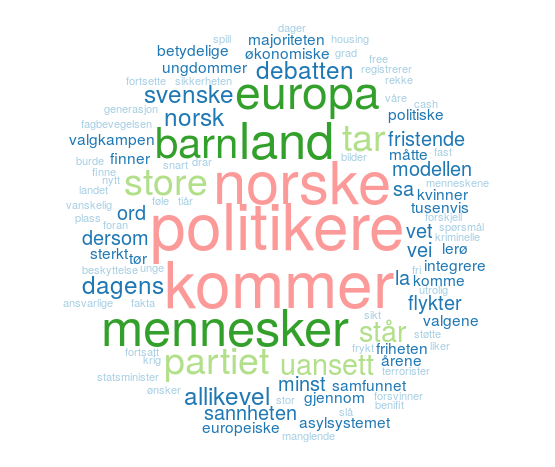 dager
spill majoriteten housing
betydelige økonomiske grad free
ungdommer debatten registrerer
fortsette sikkerheten rekke
svenske europa våre cash
generasjon norsk politiske
fagbevegelsen barn land tar fristende
valgkampen måtte fast
burde finner snart drar bilder modellen
finne store norske sa menneskene
landet nytt kvinner
vanskelig føle tiår tusenvis
plass ord politikere forskjell
foran vet spørsmål
dersom vei kriminelle
sterkt tør lerø
beskyttelse unge kommer la fri integrere
dagens komme
utrolig
ansvarlige fakta flykter
mennesker sikt valgene
står støtte
fortsatt frykt friheten liker
krig partiet uansett årene
statsminister terrorister
ønsker minst samfunnet
allikevel stor gjennom forsvinner
sannheten slå benifit
europeiske asylsystemet
manglende